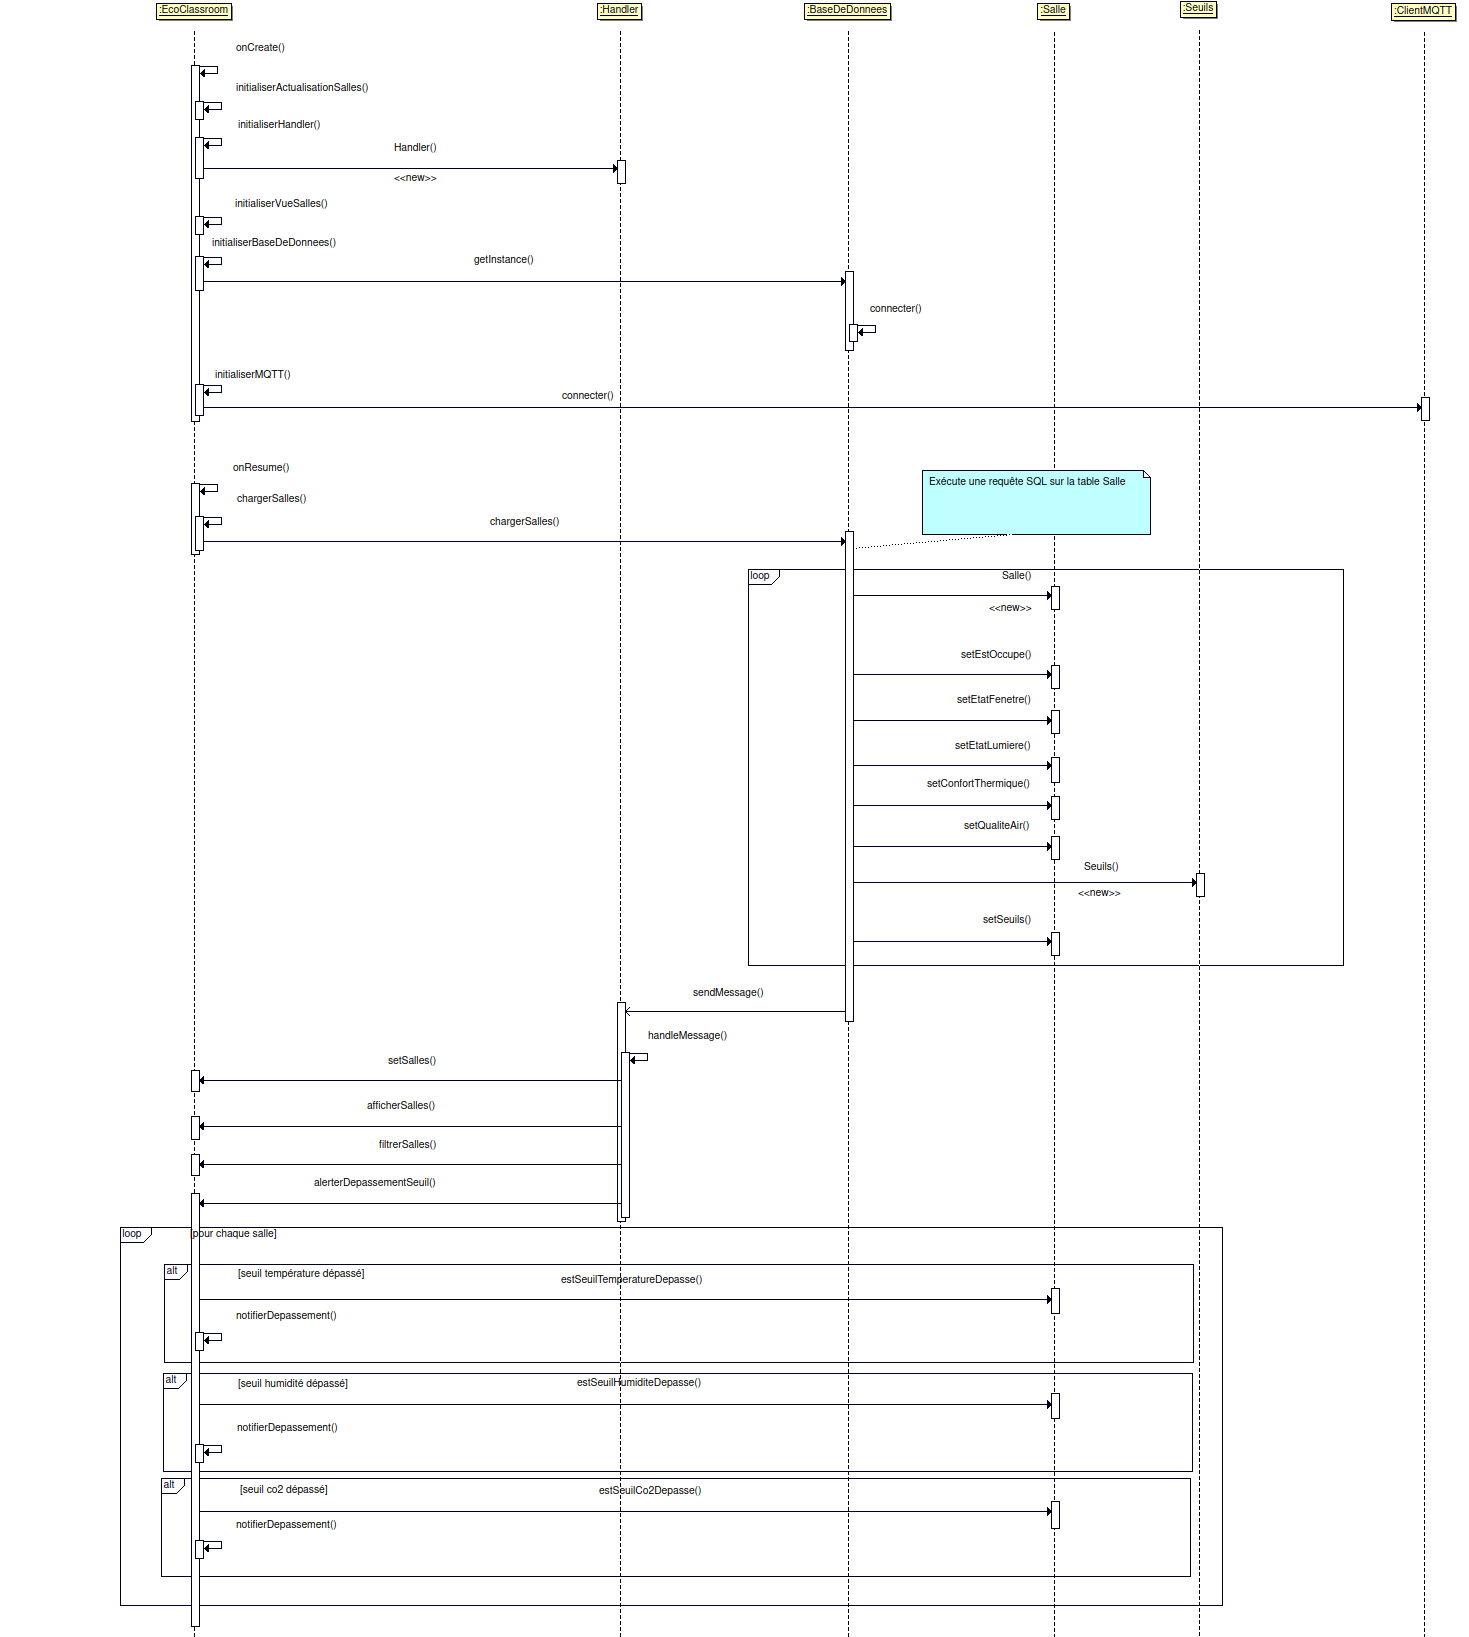 :EcoClassroom
:Handler
:BaseDeDonnees
:Salle
:Seuils
:ClientMQTT
onCreate()
initialiserActualisationSalles()
initialiserHandler()
Handler()
<<new>>
initialiserVueSalles()
initialiserBaseDeDonnees()
getInstance()
connecter()
initialiserMQTT()
connecter()
onResume()
chargerSalles()
chargerSalles()
Exécute une requête SQL sur la table Salle
loop
Salle()
<<new>>
setEstOccupe()
setEtatFenetre()
setEtatLumiere()
setConfortThermique()
setQualiteAir()
Seuils()
<<new>>
setSeuils()
sendMessage()
handleMessage()
setSalles()
afficherSalles()
filtrerSalles()
alerterDepassementSeuil()
loop
[pour chaque salle]
alt
[seuil température dépassé]
estSeuilTemperatureDepasse()
notifierDepassement()
alt
[seuil humidité dépassé]
estSeuilHumiditeDepasse()
notifierDepassement()
alt
[seuil co2 dépassé]
estSeuilCo2Depasse()
notifierDepassement()